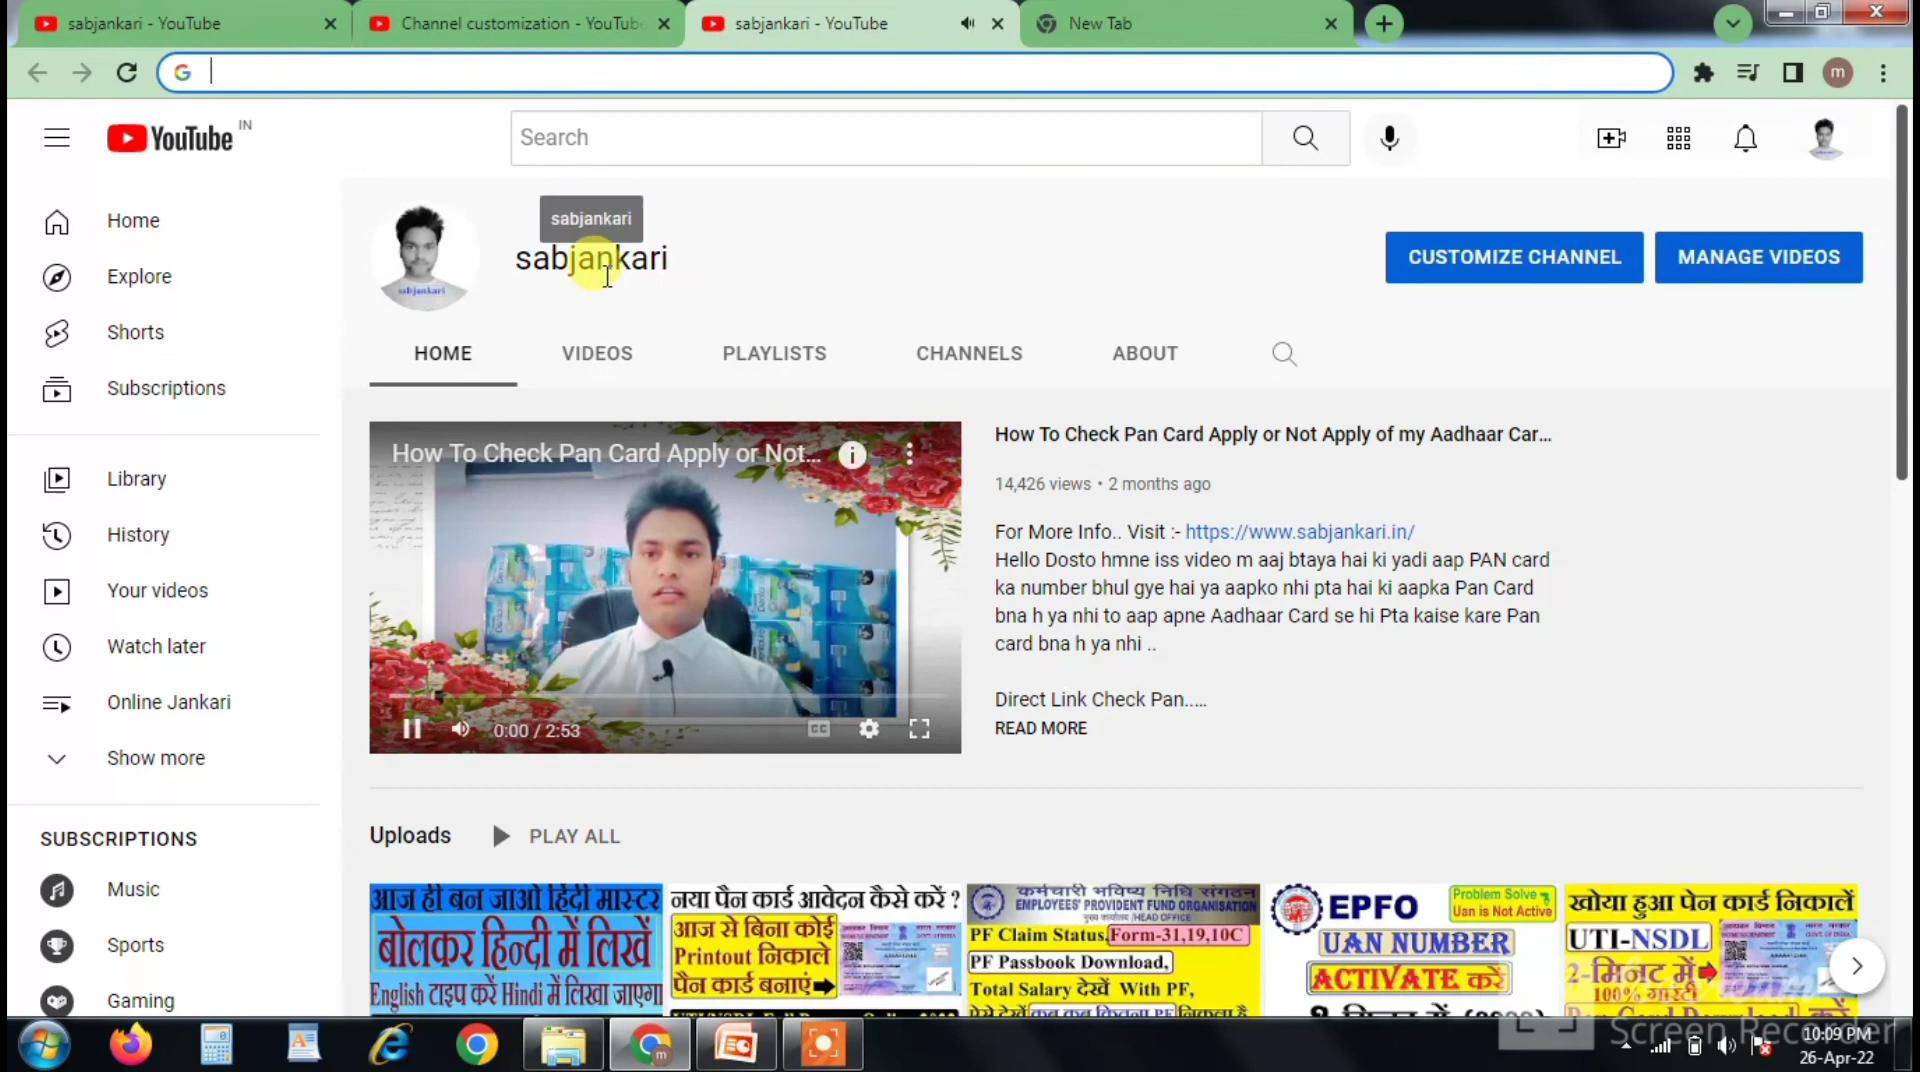 sabjankari - YouTube
Channel customization - YouTube
sabjankari - YouTube
New Tab
m
YouTube IN
Search
Home
Explore
Shorts
Subscriptions
Library
History
Your videos
Watch later
Online Jankari
Show more
SUBSCRIPTIONS
Music
Sports
Gaming
sabjankari
sabjankari
sabjankari
CUSTOMIZE CHANNEL
MANAGE VIDEOS
HOME
VIDEOS
PLAYLISTS
CHANNELS
ABOUT
How To Check Pan Card Apply or Not...
0:00 / 2:53
How To Check Pan Card Apply or Not Apply of my Aadhaar Car...
14,426 views • 2 months ago
For More Info.. Visit :- https://www.sabjankari.in/
Hello Dosto hmne iss video m aaj btaya hai ki yadi aap PAN card
ka number bhul gye hai ya aapko nhi pta hai ki aapka Pan Card
bna h ya nhi to aap apne Aadhaar Card se hi Pta kaise kare Pan
card bna h ya nhi ..
Direct Link Check Pan.....
READ MORE
Uploads
PLAY ALL
आज ही बन जाओ हिंदी मास्टर
बोलकर हिन्दी में लिखें
English टाइप करें Hindi में लिखा जाएगा
नया पैन कार्ड आवेदन कैसे करें ?
आज से बिना कोई
Printout निकाले
पैन कार्ड बनाएं
कर्मचारी भविष्य निधि संगठन
EMPLOYEES' PROVIDENT FUND ORGANISATION
मुख्य कार्यालय/HEAD OFFICE
PF Claim Status, Form-31,19,10C
PF Passbook Download,
Total Salary देखें With PF,
EPFO
Problem Solve
Uan is Not Active
UAN NUMBER
ACTIVATE करें
खोया हुआ पेन कार्ड निकालें
UTI-NSDL
2-मिनट में
100% गारंटी
Screen Recorder
10:09 PM
26-Apr-22
m